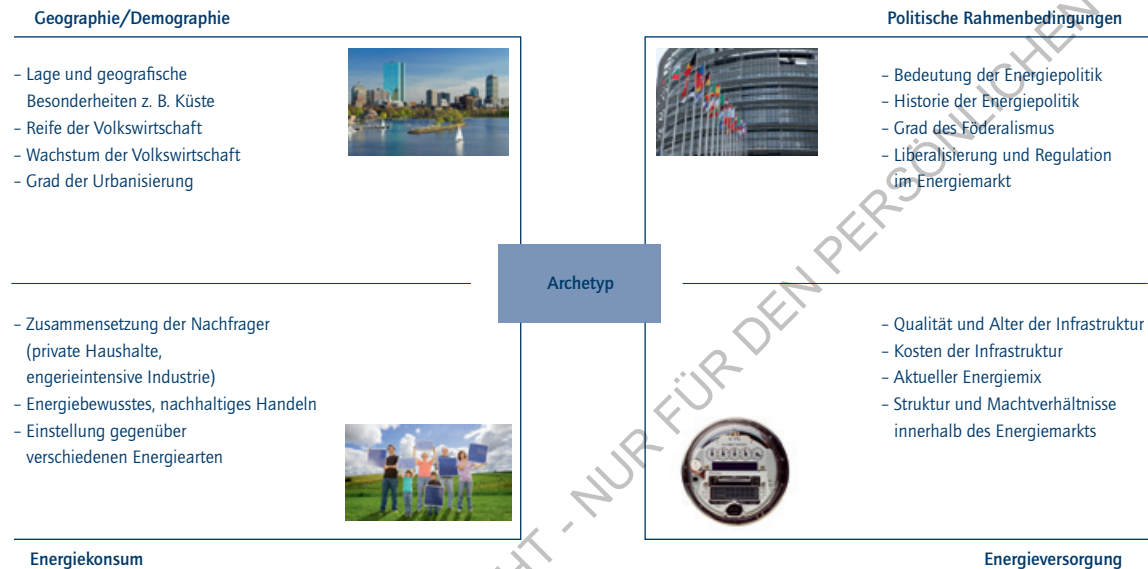 Geographie/Demographie
– Lage und geografische
Besonderheiten z. B. Küste
– Reife der Volkswirtschaft
– Wachstum der Volkswirtschaft
– Grad der Urbanisierung
Politische Rahmenbedingungen
– Bedeutung der Energiepolitik
– Historie der Energiepolitik
– Grad des Föderalismus
– Liberalisierung und Regulation
im Energiemarkt
Archetyp
– Zusammensetzung der Nachfrager
(private Haushalte,
engerieintensive Industrie)
– Energiebewusstes, nachhaltiges Handeln
– Einstellung gegenüber
verschiedenen Energiearten
Energiekonsum
– Qualität und Alter der Infrastruktur
– Kosten der Infrastruktur
– Aktueller Energiemix
– Struktur und Machtverhältnisse
innerhalb des Energiemarkts
Energieversorgung
- NUR FÜR DEN PERSÖNLICHEN